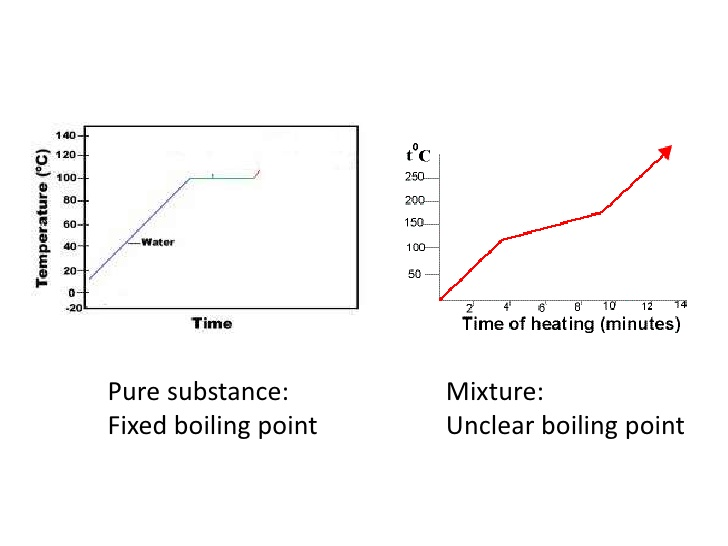 Temperature (°C)
140
120
100
80
60
40
20
0
-20
Water
Time
t⁰C
250
200
150
100
50
2
4
6
8
10
12
14
Time of heating (minutes)
Pure substance:
Fixed boiling point
Mixture:
Unclear boiling point